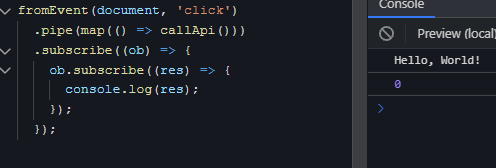 fromEvent(document, 'click')
.pipe(map(() => callApi()))
.subscribe((ob) => {
ob.subscribe((res) => {
console.log(res);
});
});
Console
Preview (local)
Hello, World!
0